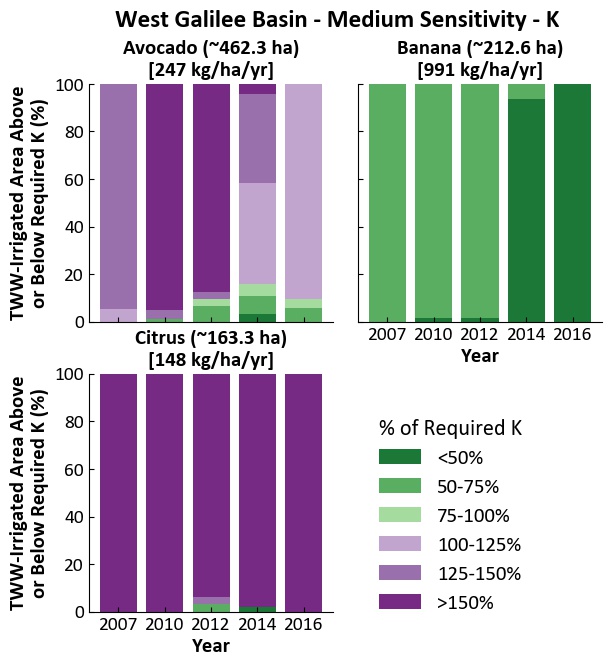 West Galilee Basin - Medium Sensitivity - K
Avocado (~462.3 ha)
[247 kg/ha/yr]
Banana (~212.6 ha)
[991 kg/ha/yr]
TWW-Irrigated Area Above
or Below Required K (%)
100
80
60
40
20
0
2007 2010 2012 2014 2016
Year
Citrus (~163.3 ha)
[148 kg/ha/yr]
TWW-Irrigated Area Above
or Below Required K (%)
100
80
60
40
20
0
2007 2010 2012 2014 2016
Year
% of Required K
<50%
50-75%
75-100%
100-125%
125-150%
>150%